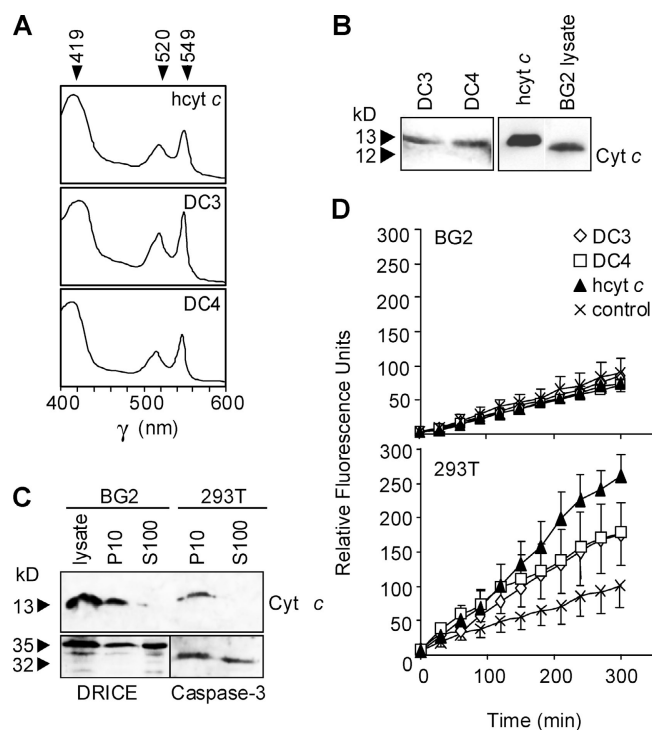 A
419
520
549
hcyt c
DC3
DC4
400 500 600
γ (nm)
B
DC3
DC4
hcyt c
BG2 lysate
kD
13
12
Cyt c
C
BG2 293T
lysate
P10
S100
P10
S100
kD
13
Cyt c
35
32
DRICE Caspase-3
D
BG2
DC3
DC4
hcyt c
control
300
250
200
150
100
50
293T
300
250
200
150
100
50
0
0 100 200 300
Relative Fluorescence Units
Time (min)